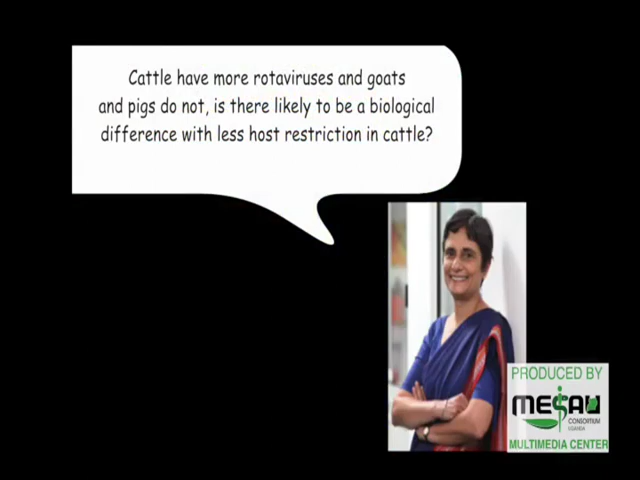 Cattle have more rotaviruses and goats
and pigs do not, is there likely to be a biological
difference with less host restriction in cattle?
PRODUCED BY
MESAU
CONSORTIUM
UGANDA
MULTIMEDIA CENTER